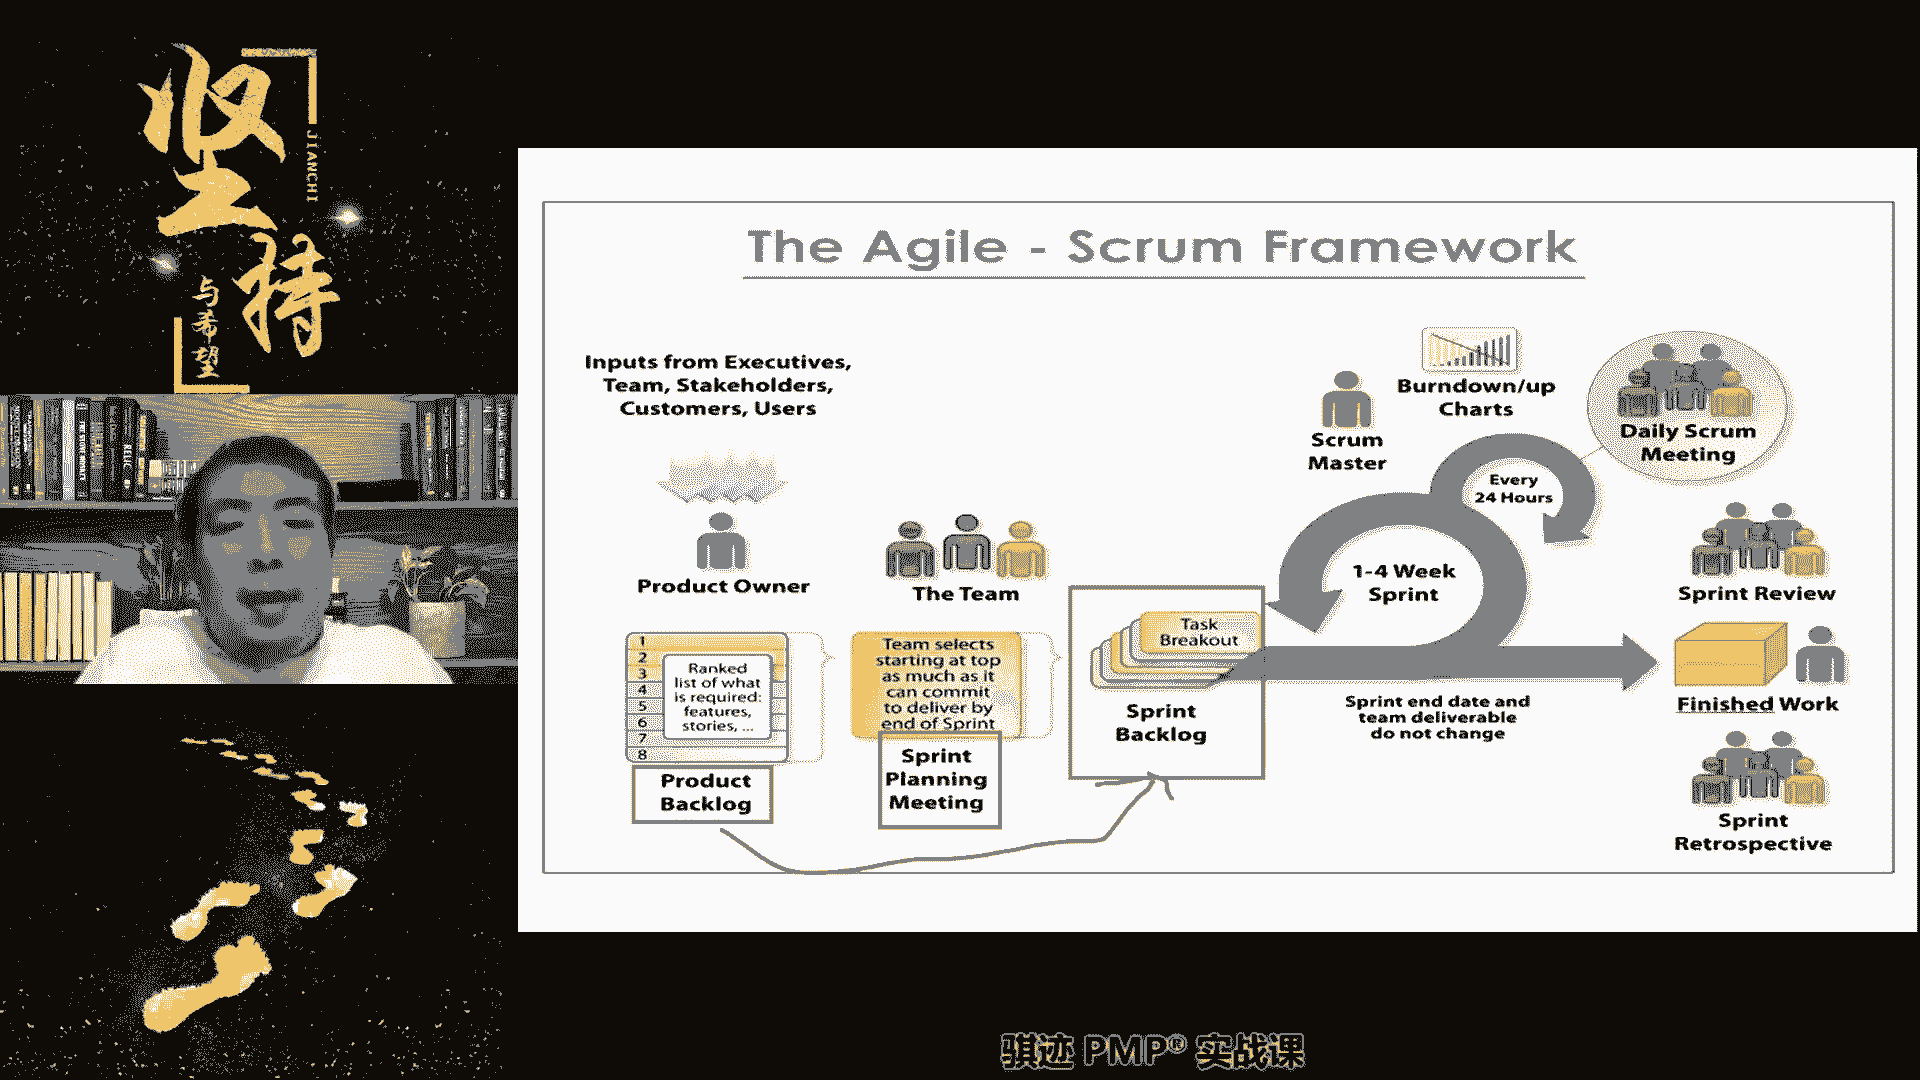 坚持
JIANCHI
与希望
The Agile - Scrum Framework
Inputs from Executives,
Team, Stakeholders,
Customers, Users
Product Owner
The Team
1
2
3
4
5
6
7
8
Ranked
list of what
is required:
features,
stories, ...
Product
Backlog
Team selects
starting at top
as much as it
can commit
to deliver by
end of Sprint
Sprint
Planning
Meeting
Task
Breakout
Sprint
Backlog
Scrum
Master
Burndown/up
Charts
Every
24 Hours
1-4 Week
Sprint
Sprint end date and
team deliverable
do not change
Daily Scrum
Meeting
Sprint Review
Finished Work
Sprint
Retrospective
骐迹 PMP® 实战课